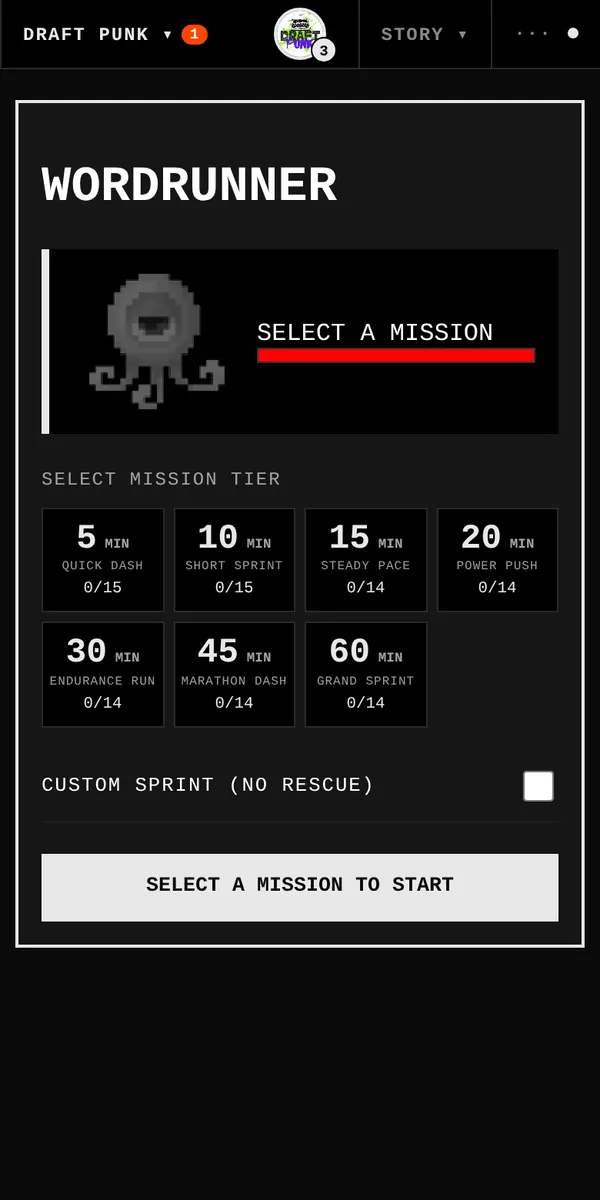 DRAFT PUNK ▼ 1
DRAFT
PUNK
3
STORY ▼
...
WORDRUNNER
SELECT A MISSION
SELECT MISSION TIER
5 MIN
QUICK DASH
0/15
10 MIN
SHORT SPRINT
0/15
15 MIN
STEADY PACE
0/14
20 MIN
POWER PUSH
0/14
30 MIN
ENDURANCE RUN
0/14
45 MIN
MARATHON DASH
0/14
60 MIN
GRAND SPRINT
0/14
CUSTOM SPRINT (NO RESCUE)
SELECT A MISSION TO START